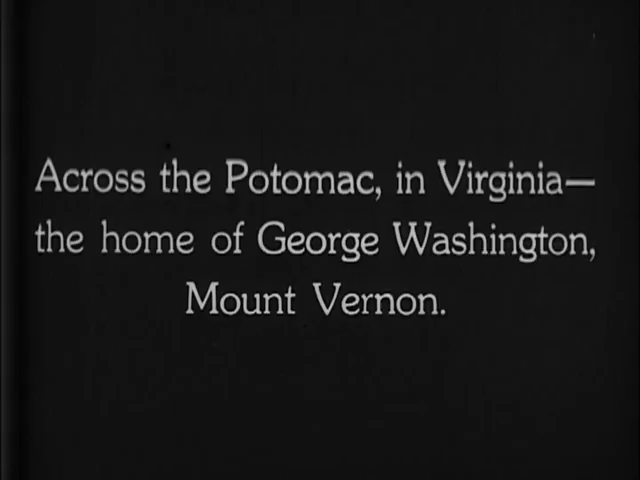 Across the Potomac, in Virginia—
the home of George Washington,
Mount Vernon.